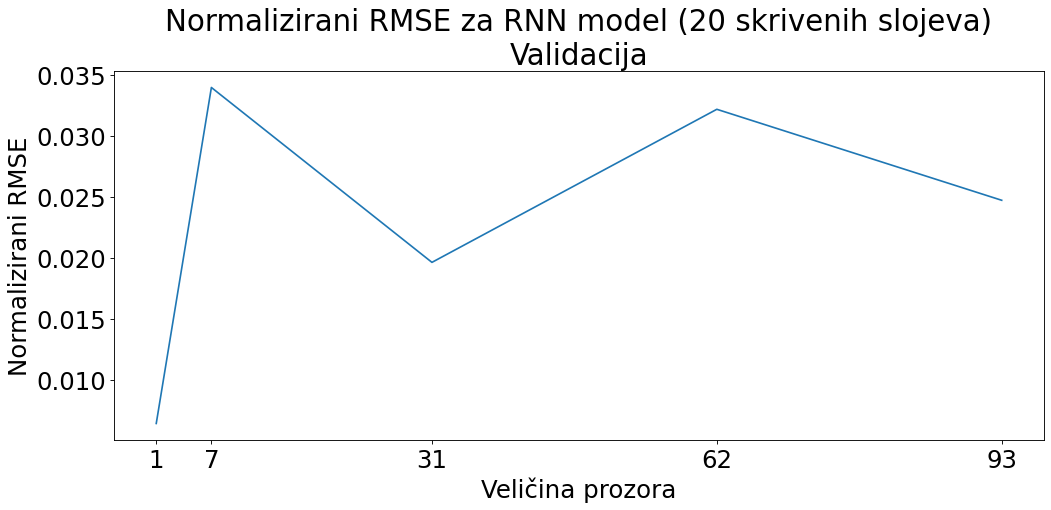 Normalizirani RMSE za RNN model (20 skrivenih slojeva)
Validacija
Normalizirani RMSE
0.035
0.030
0.025
0.020
0.015
0.010
1 7 31 62 93
Veličina prozora